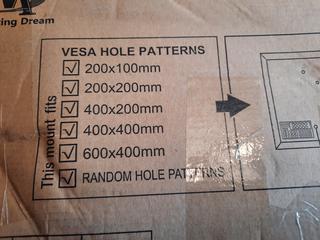 ing Dream
VESA HOLE PATTERNS
200x100mm
200x200mm
400x200mm
400x400mm
600x400mm
RANDOM HOLE PATTERNS
This mount fits